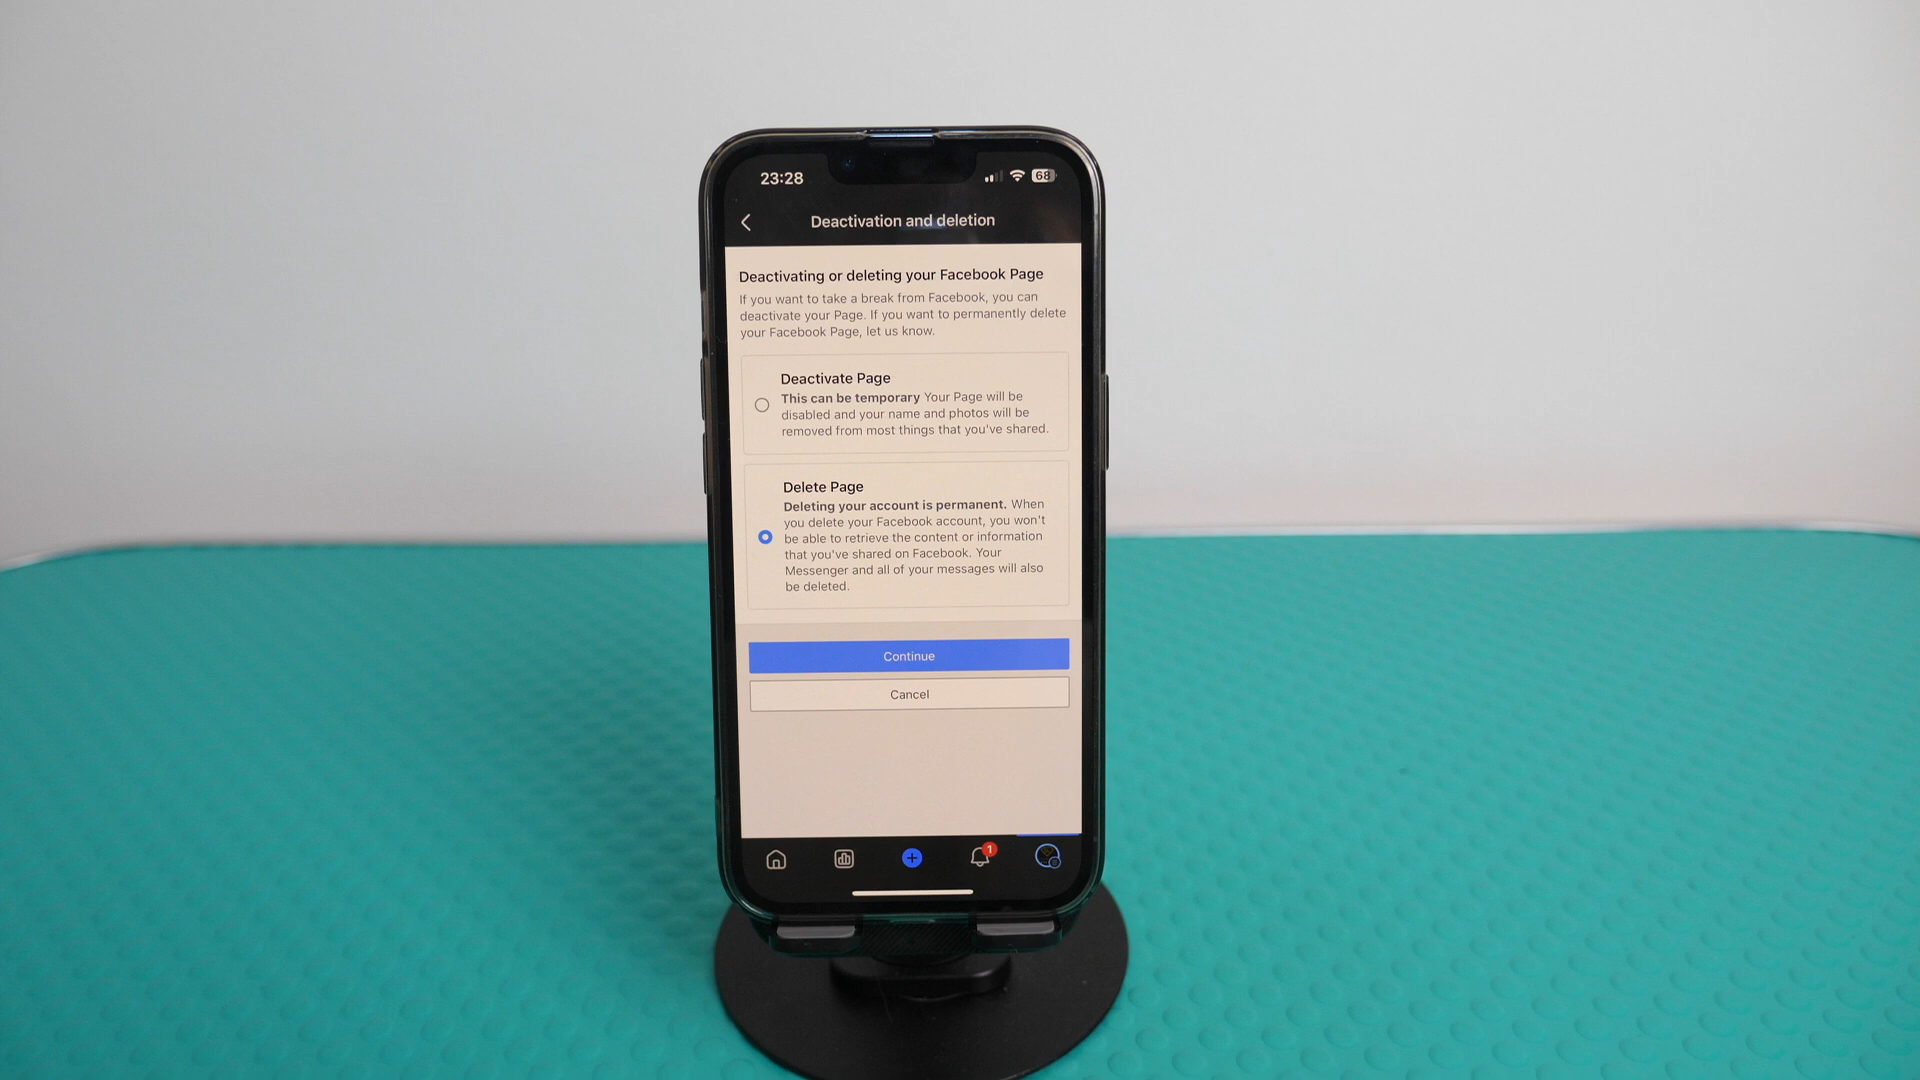 23:28
68
Deactivation and deletion
Deactivating or deleting your Facebook Page
If you want to take a break from Facebook, you can
deactivate your Page. If you want to permanently delete
your Facebook Page, let us know.
Deactivate Page
This can be temporary Your Page will be
disabled and your name and photos will be
removed from most things that you've shared.
Delete Page
Deleting your account is permanent. When
you delete your Facebook account, you won't
be able to retrieve the content or information
that you've shared on Facebook. Your
Messenger and all of your messages will also
be deleted.
Continue
Cancel
1